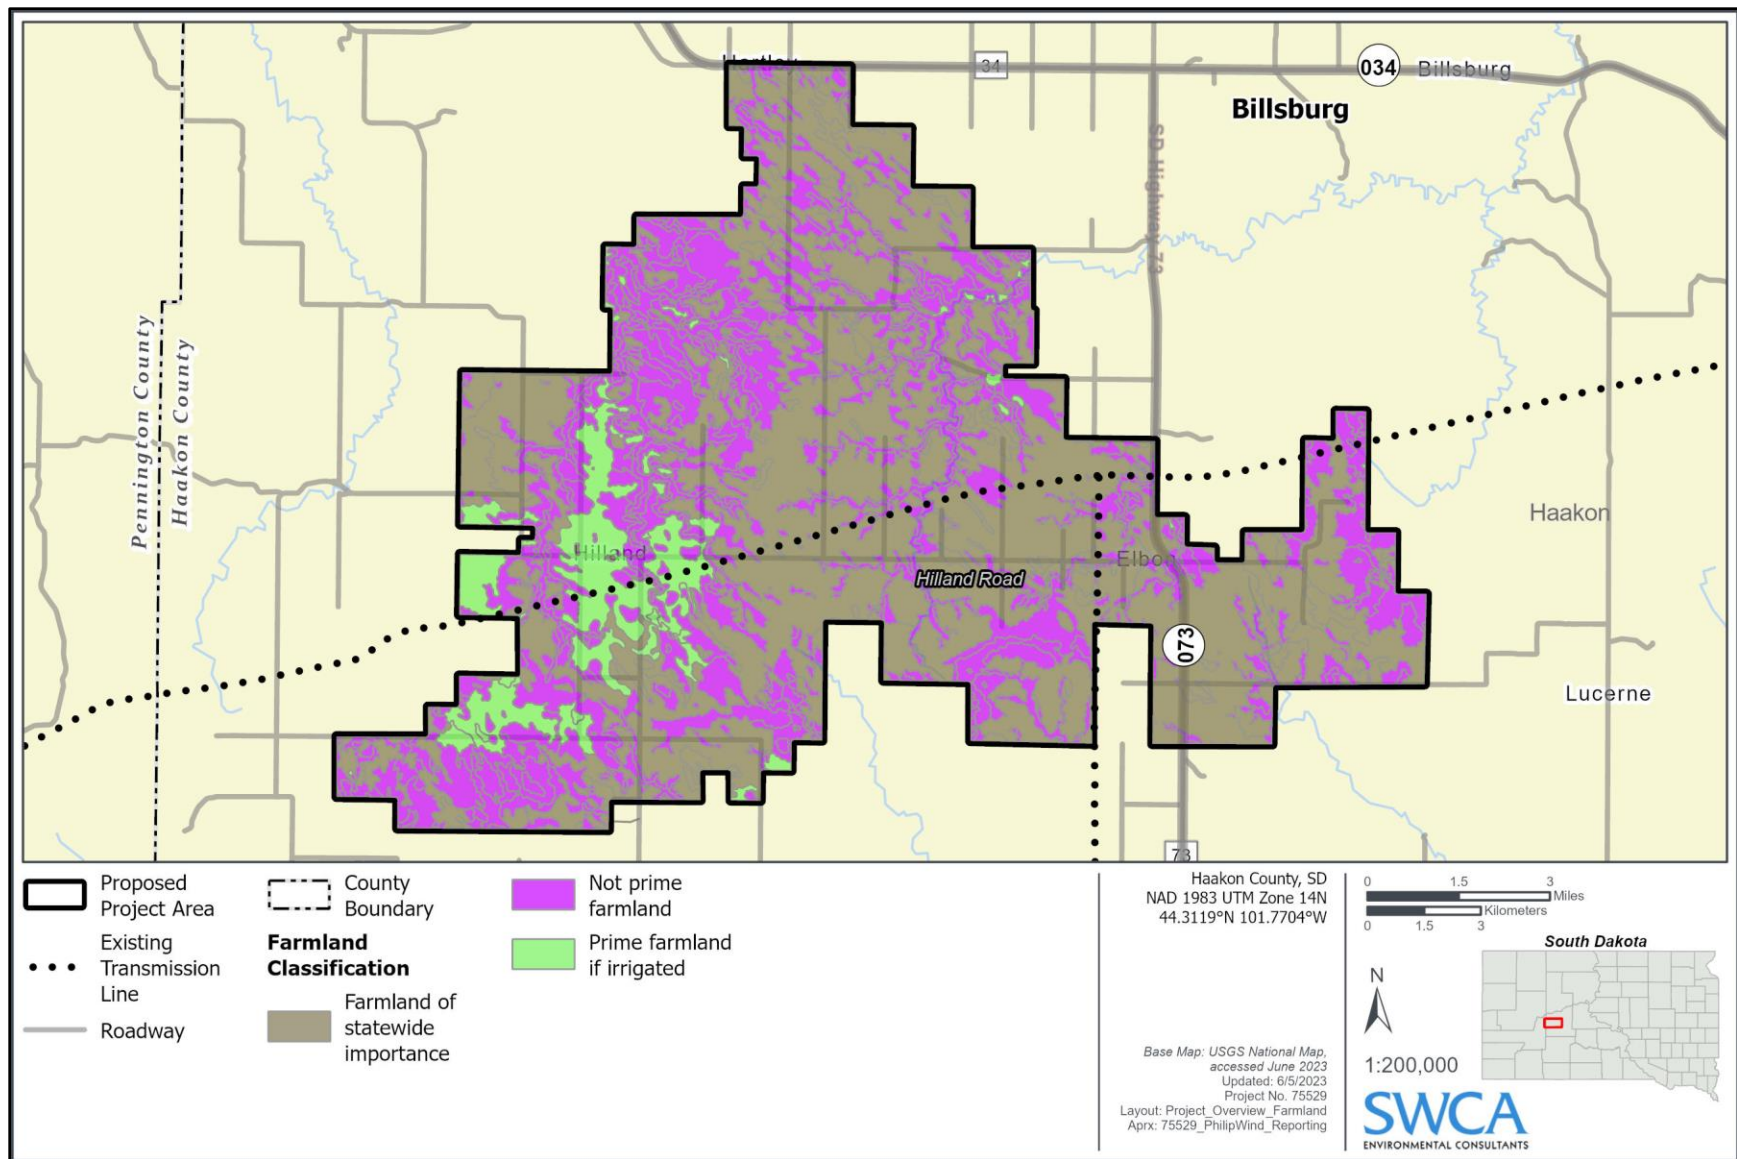 Hartley
34
034
Billsburg
Billsburg
SD Highway 73
Pennington County
Haakon County
Haakon
Hilland
Elbon
Hilland Road
073
Lucerne
73
Proposed
Project Area
Existing
Transmission
Line
Roadway
County
Boundary
Farmland
Classification
Farmland of
statewide
importance
Not prime
farmland
Prime farmland
if irrigated
Haakon County, SD
NAD 1983 UTM Zone 14N
44.3119°N 101.7704°W
Base Map: USGS National Map,
accessed June 2023
Updated: 6/5/2023
Project No. 75529
Layout: Project_Overview_Farmland
Aprx: 75529_PhilipWind_Reporting
0 1.5 3
Miles
Kilometers
0 1.5 3
N
1:200,000
South Dakota
SWCA
ENVIRONMENTAL CONSULTANTS